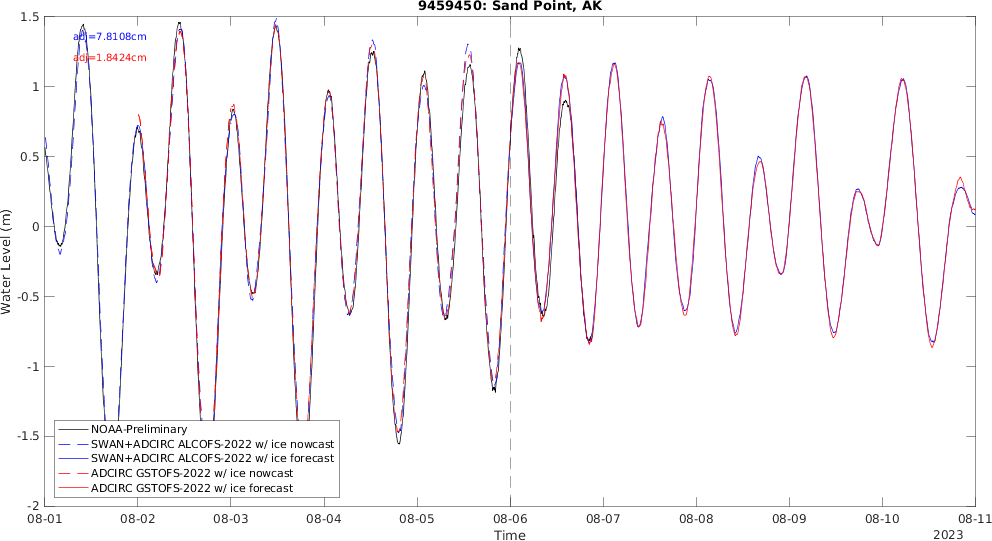 9459450: Sand Point, AK
adj=7.8108cm
adj=1.8424cm
Water Level (m)
1.5
1
0.5
0
-0.5
-1
-1.5
-2
NOAA-Preliminary
SWAN+ADCIRC ALCOFS-2022 w/ ice nowcast
SWAN+ADCIRC ALCOFS-2022 w/ ice forecast
ADCIRC GSTOFS-2022 w/ ice nowcast
ADCIRC GSTOFS-2022 w/ ice forecast
08-01 08-02 08-03 08-04 08-05 08-06 08-07 08-08 08-09 08-10 08-11
Time
2023